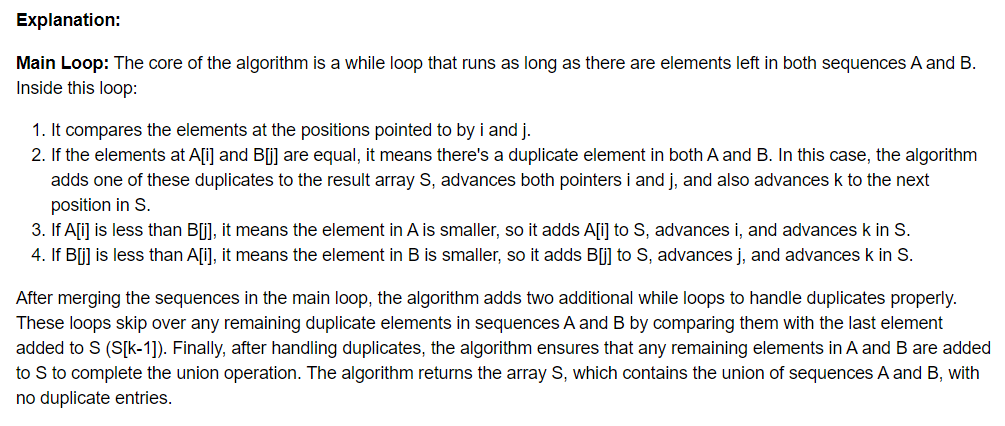 Explanation:
Main Loop: The core of the algorithm is a while loop that runs as long as there are elements left in both sequences A and B.
Inside this loop:
1. It compares the elements at the positions pointed to by i and j.
2. If the elements at A[i] and B[j] are equal, it means there's a duplicate element in both A and B. In this case, the algorithm
adds one of these duplicates to the result array S, advances both pointers i and j, and also advances k to the next
position in S.
3. If A[i] is less than B[j], it means the element in A is smaller, so it adds A[i] to S, advances i, and advances k in S.
4. If B[j] is less than A[i], it means the element in B is smaller, so it adds B[j] to S, advances j, and advances k in S.
After merging the sequences in the main loop, the algorithm adds two additional while loops to handle duplicates properly.
These loops skip over any remaining duplicate elements in sequences A and B by comparing them with the last element
added to S (S[k-1]). Finally, after handling duplicates, the algorithm ensures that any remaining elements in A and B are added
to S to complete the union operation. The algorithm returns the array S, which contains the union of sequences A and B, with
no duplicate entries.